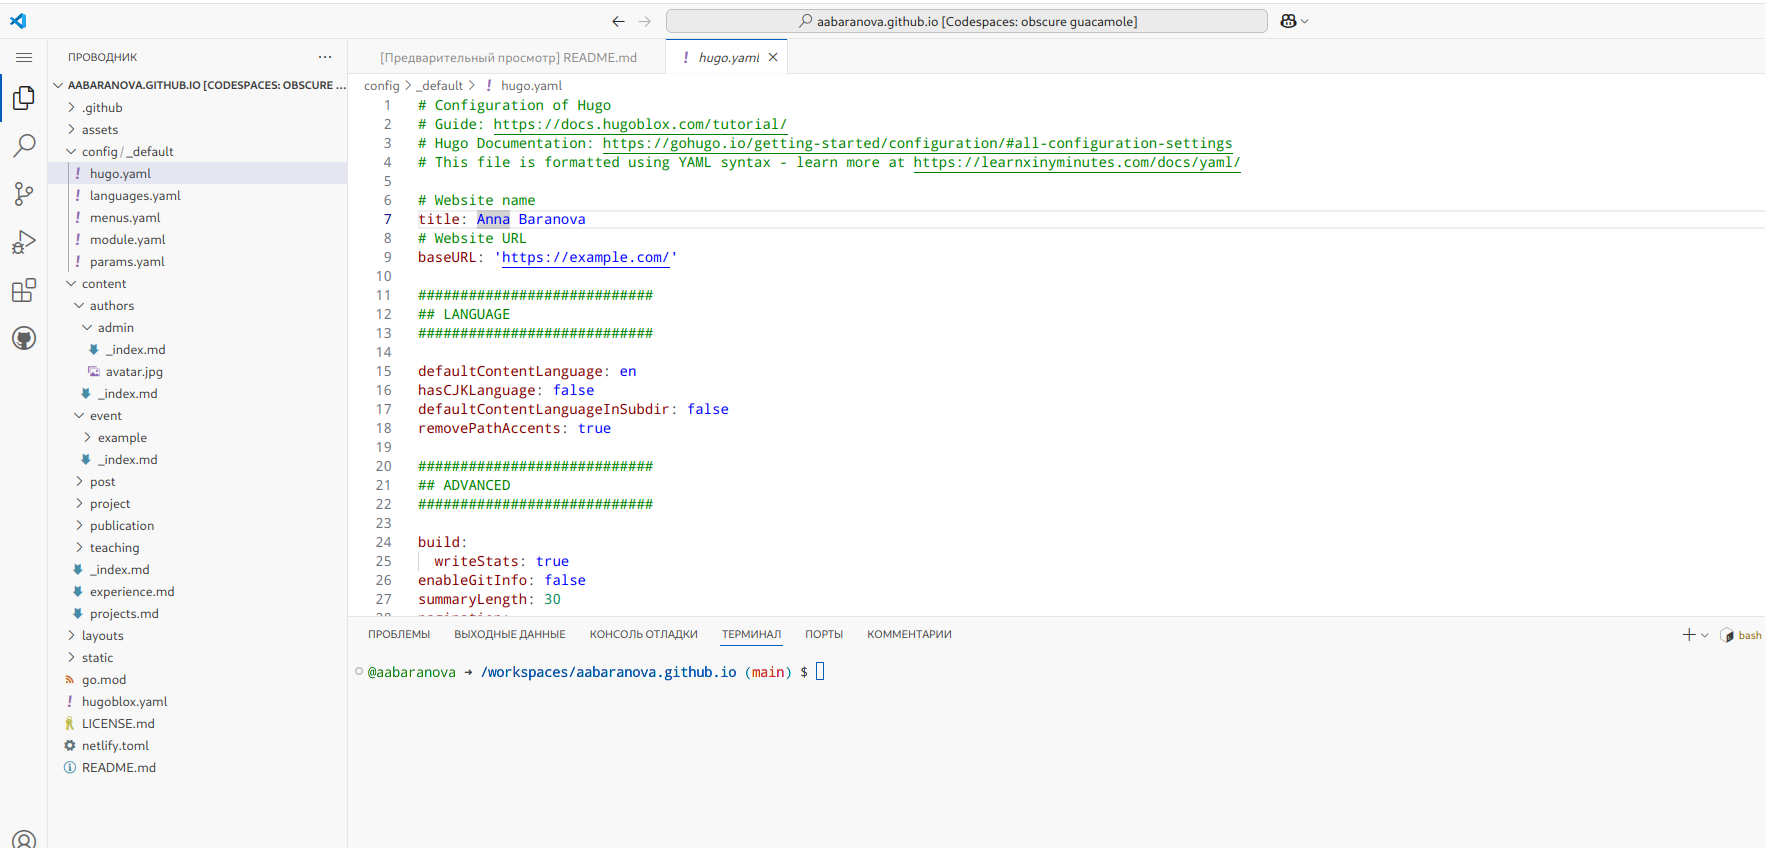 aabaranova.github.io [Codespaces: obscure guacamole]
ПРОВОДНИК
AABARANOVA.GITHUB.IO [CODESPACES: OBSCURE ...
.github
assets
config / _default
hugo.yaml
languages.yaml
menus.yaml
module.yaml
params.yaml
content
authors
admin
_index.md
avatar.jpg
_index.md
event
example
_index.md
post
project
publication
teaching
_index.md
experience.md
projects.md
layouts
static
go.mod
hugoblox.yaml
LICENSE.md
netlify.toml
README.md
[Предварительный просмотр] README.md
hugo.yaml
config > _default > hugo.yaml
1 # Configuration of Hugo
2 # Guide: https://docs.hugoblox.com/tutorial/
3 # Hugo Documentation: https://gohugo.io/getting-started/configuration/#all-configuration-settings
4 # This file is formatted using YAML syntax - learn more at https://learnxinyminutes.com/docs/yaml/
5
6 # Website name
7 title: Anna Baranova
8 # Website URL
9 baseURL: 'https://example.com/'
10
11 ############################
12 ## LANGUAGE
13 ############################
14
15 defaultContentLanguage: en
16 hasCJKLanguage: false
17 defaultContentLanguageInSubdir: false
18 removePathAccents: true
19
20 ############################
21 ## ADVANCED
22 ############################
23
24 build:
25 writeStats: true
26 enableGitInfo: false
27 summaryLength: 30
ПРОБЛЕМЫ ВЫХОДНЫЕ ДАННЫЕ КОНСОЛЬ ОТЛАДКИ ТЕРМИНАЛ ПОРТЫ КОММЕНТАРИИ
bash
@aabaranova → /workspaces/aabaranova.github.io (main) $